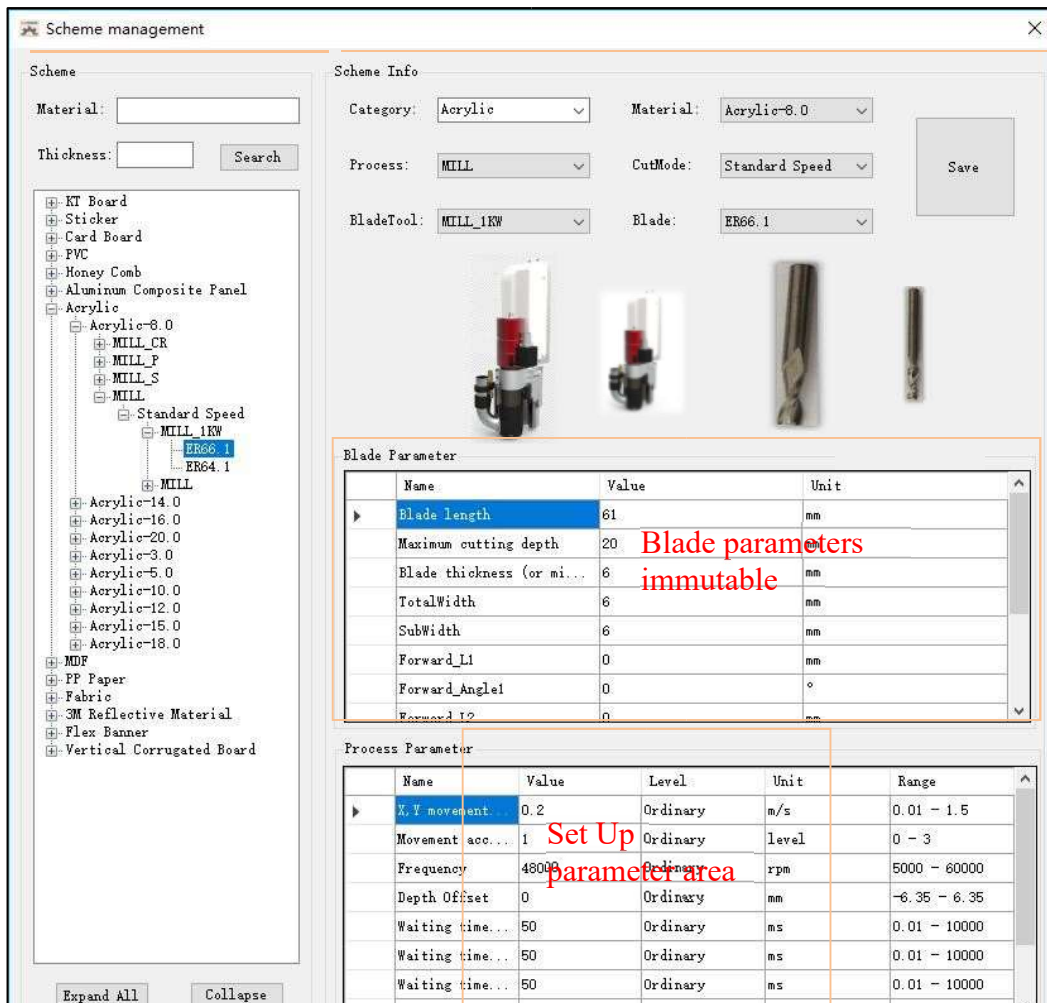 Scheme management
Scheme
Material:
Thickness:
Search
KT Board
Sticker
Card Board
PVC
Honey Comb
Aluminum Composite Panel
Acrylic
Acrylic-8.0
MILL_CR
MILL_P
MILL_S
MILL
Standard Speed
MILL_1KW
ER66.1
ER64.1
MILL
Acrylic-14.0
Acrylic-16.0
Acrylic-20.0
Acrylic-3.0
Acrylic-5.0
Acrylic-10.0
Acrylic-12.0
Acrylic-15.0
Acrylic-18.0
MDF
PP Paper
Fabric
3M Reflective Material
Flex Banner
Vertical Corrugated Board
Expand All Collapse
Scheme Info
Category: Acrylic Material: Acrylic-8.0
Process: MILL CutMode: Standard Speed
Save
BladeTool: MILL_1KW Blade: ER66.1
Blade Parameter
Name Value Unit
Blade length 61 mm
Maximum cutting depth 20 mm
Blade thickness (or mi... 6 mm
TotalWidth 6 mm
SubWidth 6 mm
Forward_L1 0 mm
Forward_Angle1 0 °
Forward_L2 0 mm
Blade parameters
immutable
Process Parameter
Name Value Level Unit Range
X,Y movement... 0.2 Ordinary m/s 0.01 - 1.5
Movement acc... 1 Ordinary level 0 - 3
Frequency 48000 Ordinary rpm 5000 - 60000
Depth Offset 0 Ordinary mm -6.35 - 6.35
Waiting time... 50 Ordinary ms 0.01 - 10000
Waiting time... 50 Ordinary ms 0.01 - 10000
Waiting time... 50 Ordinary ms 0.01 - 10000
Set Up
parameter area